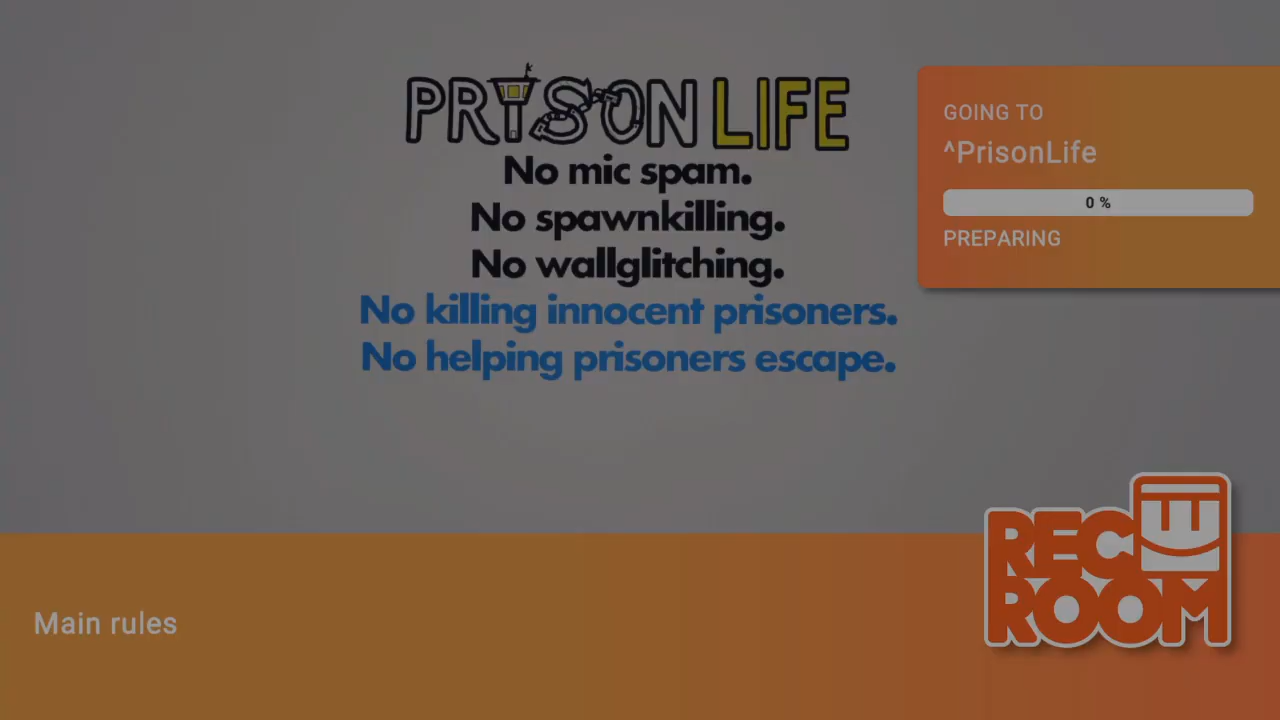 PRISON LIFE
No mic spam.
No spawnkilling.
No wallglitching.
No killing innocent prisoners.
No helping prisoners escape.
GOING TO
^PrisonLife
0 %
PREPARING
Main rules
REC
ROOM